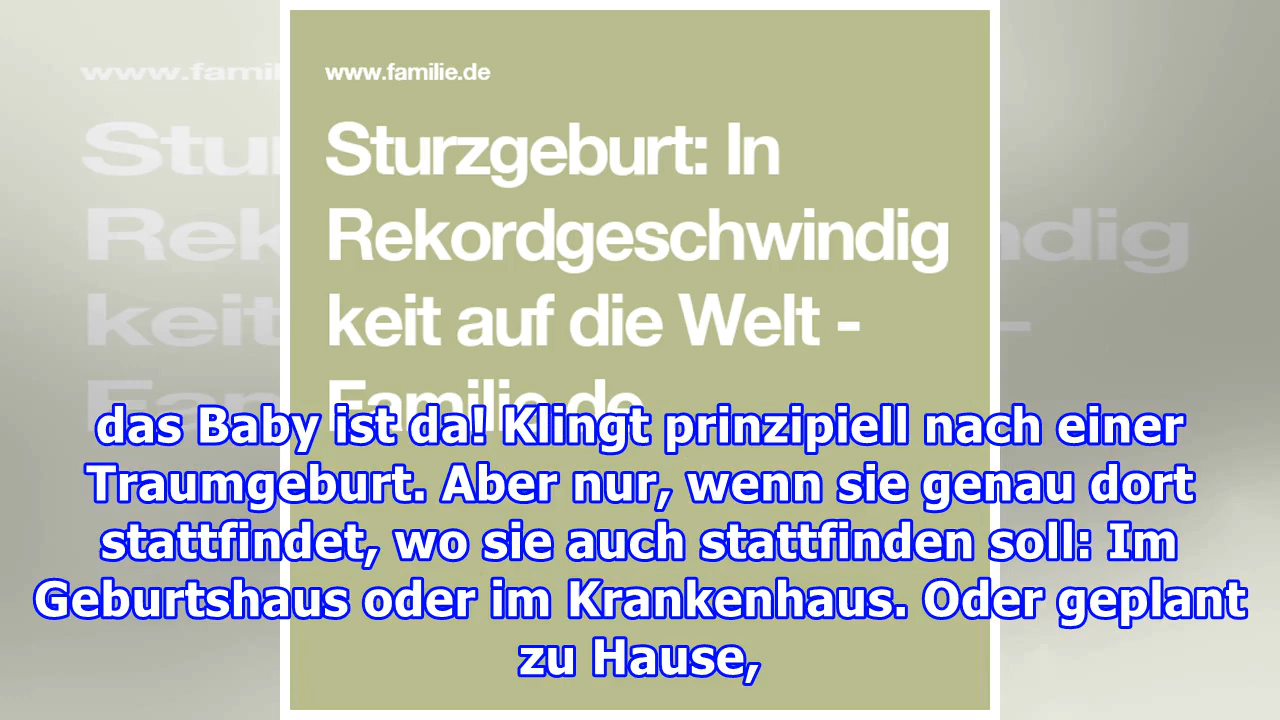 www.familie.de
Sturzgeburt: In
Rekordgeschwindig
keit auf die Welt -
Familie.de
das Baby ist da! Klingt prinzipiell nach einer
Traumgeburt. Aber nur, wenn sie genau dort
stattfindet, wo sie auch stattfinden soll: Im
Geburtshaus oder im Krankenhaus. Oder geplant
zu Hause,